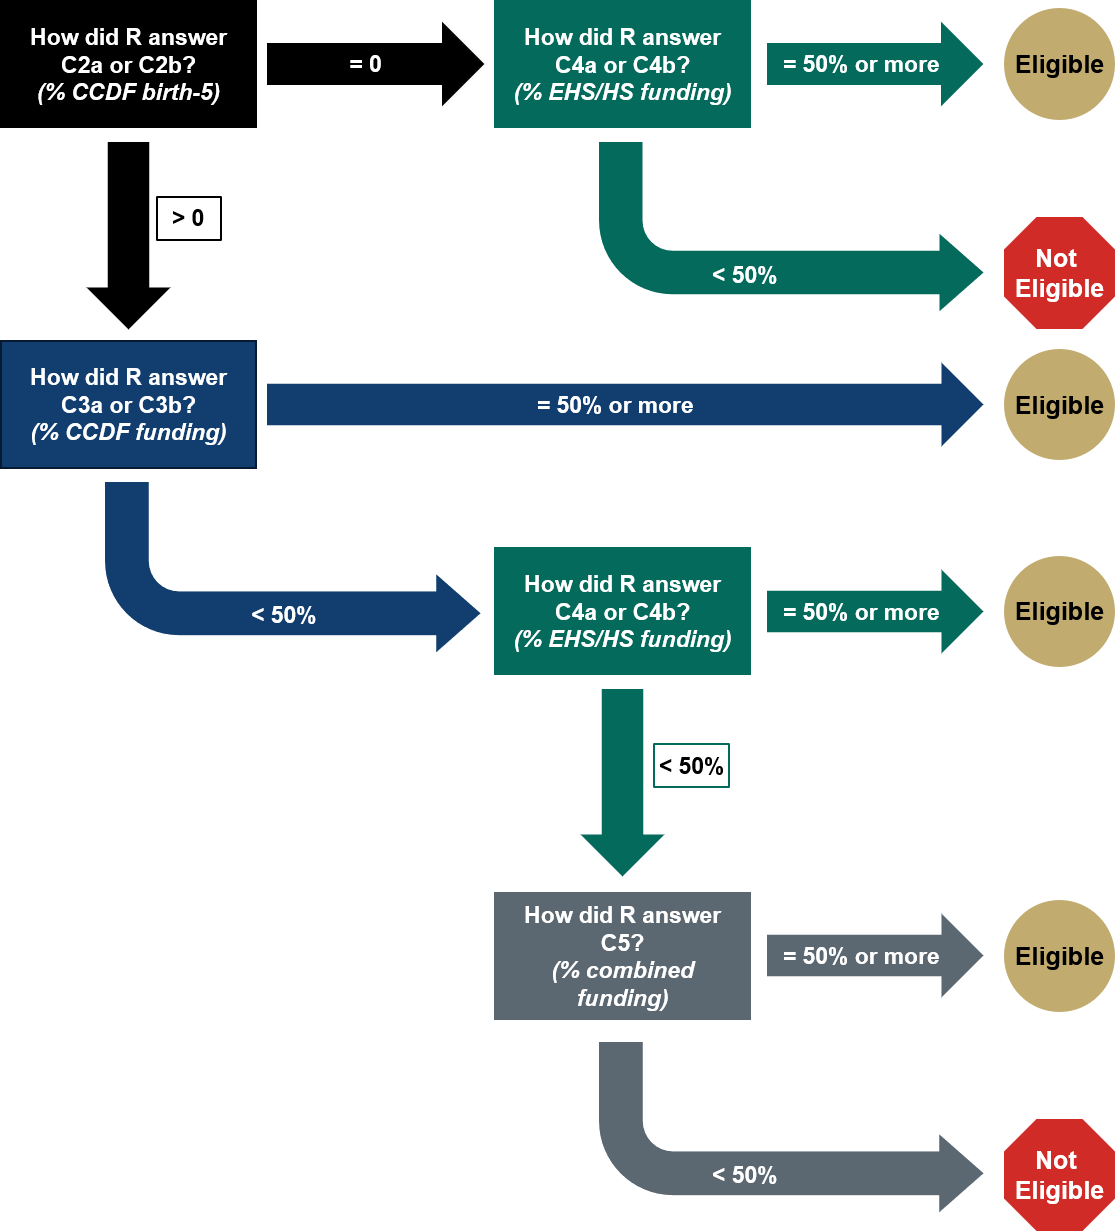 How did R answer
C2a or C2b?
(% CCDF birth-5)
= 0
How did R answer
C4a or C4b?
(% EHS/HS funding)
= 50% or more
Eligible
> 0
< 50%
Not
Eligible
How did R answer
C3a or C3b?
(% CCDF funding)
= 50% or more
Eligible
< 50%
How did R answer
C4a or C4b?
(% EHS/HS funding)
= 50% or more
Eligible
< 50%
How did R answer
C5?
(% combined
funding)
= 50% or more
Eligible
< 50%
Not
Eligible